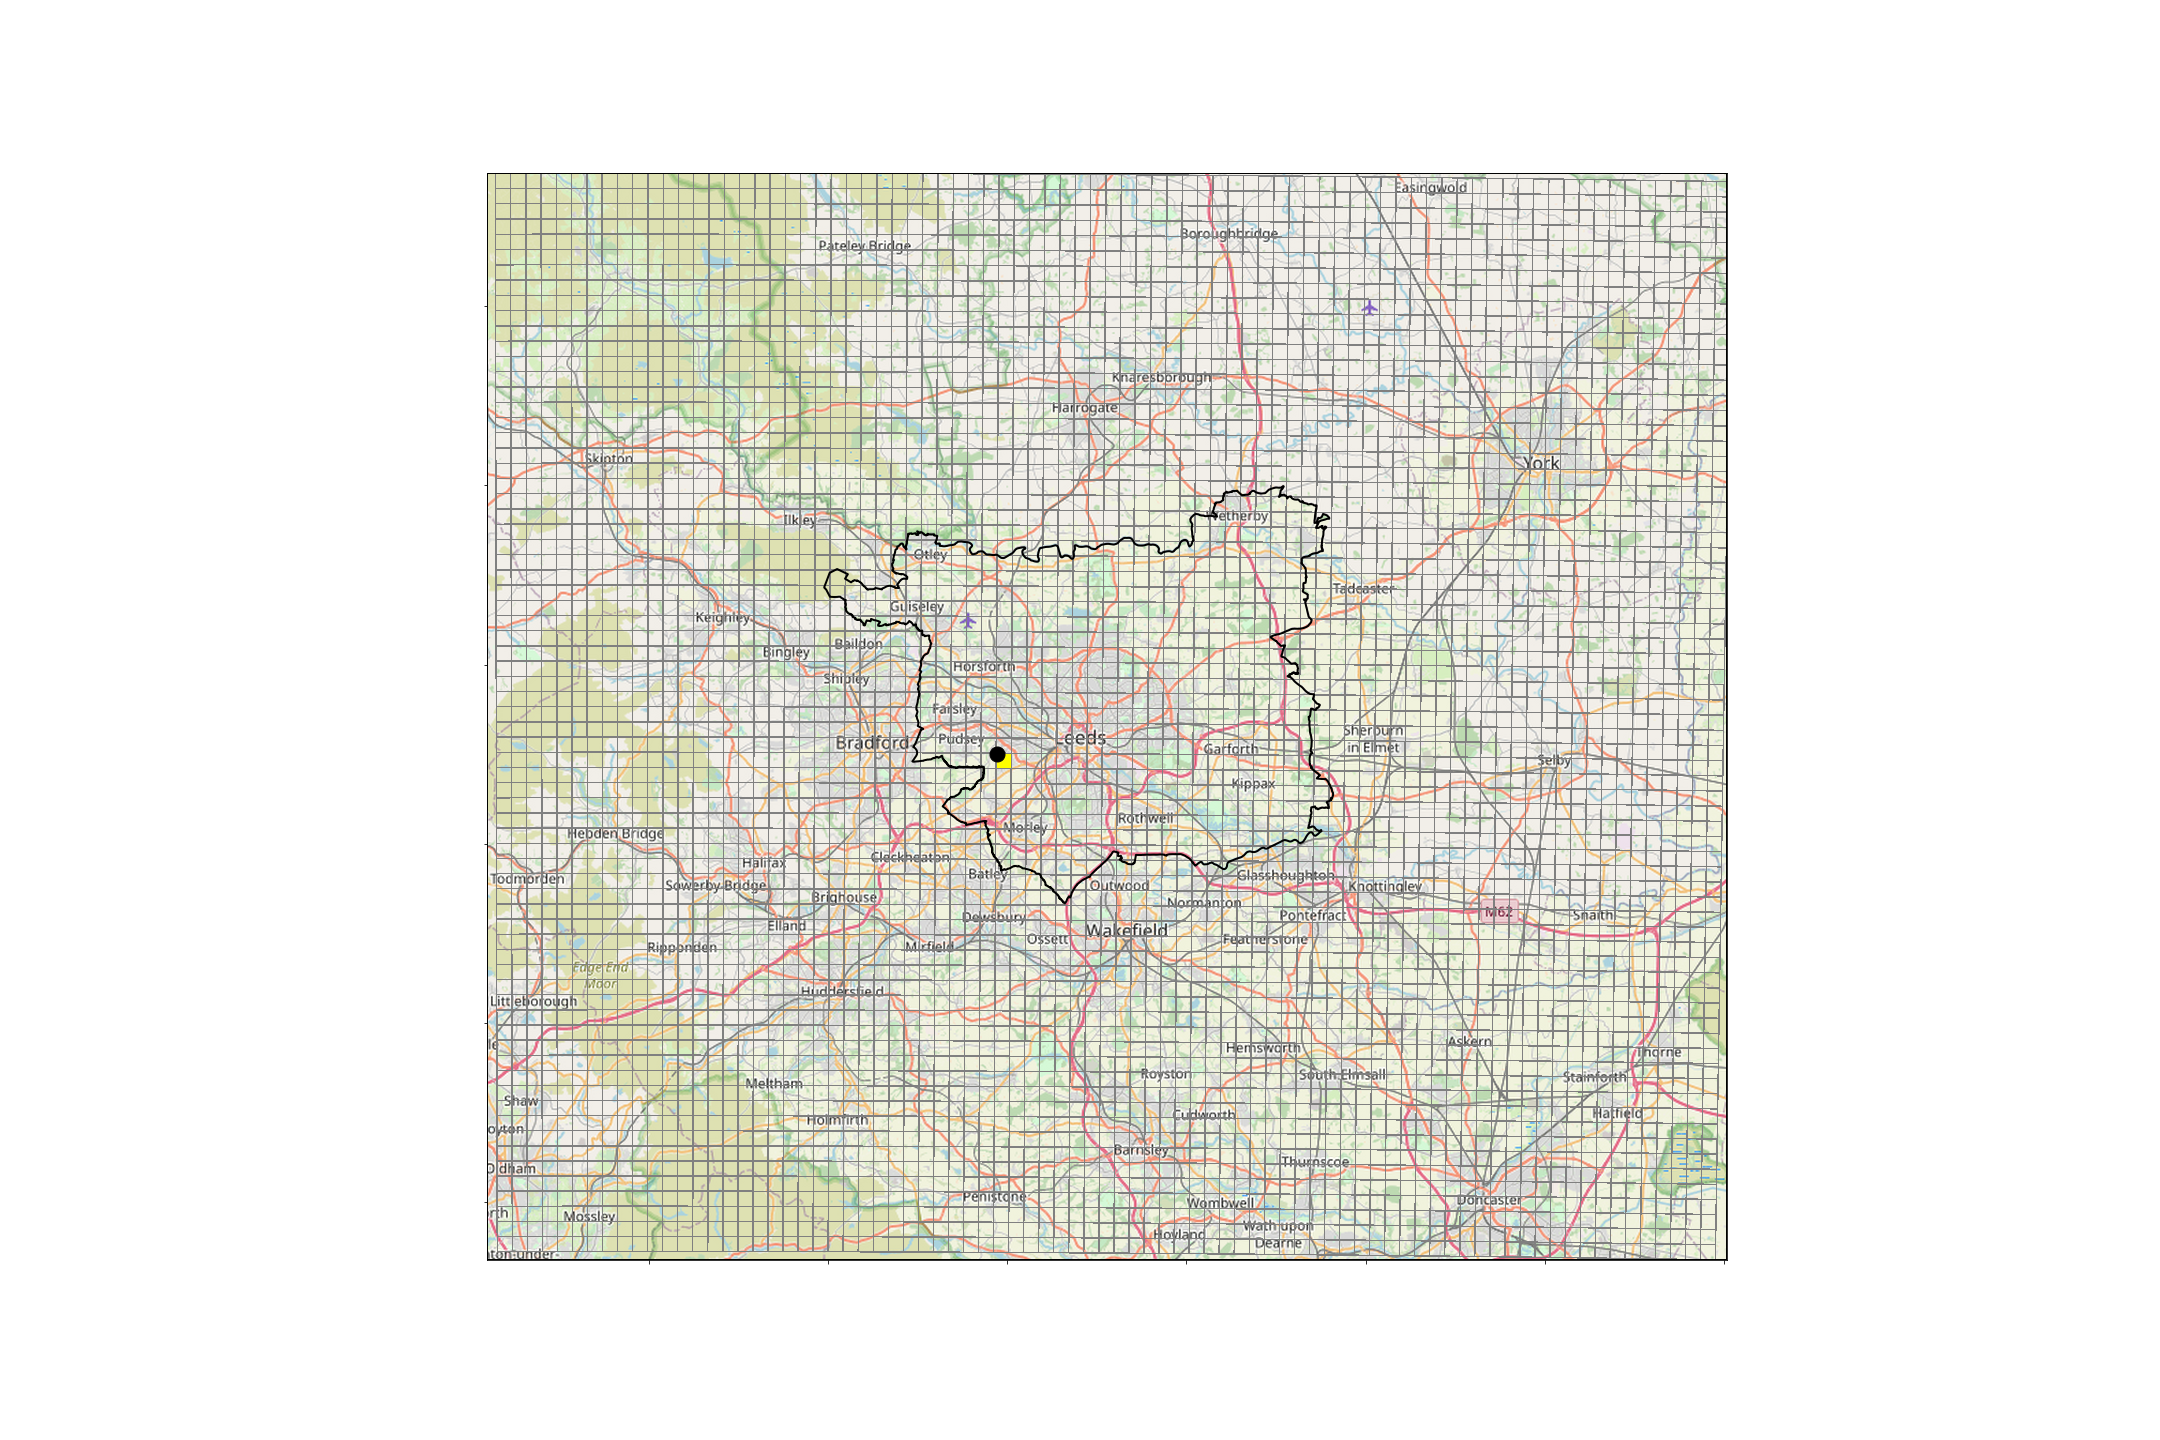 Easingwold
Boroughbridge
Pateley Bridge
Knaresborough
Harrogate
Skipton
York
Ilkley
Wetherby
Otley
Tadcaster
Guiseley
Keighley
Baildon
Bingley
Horsforth
Shipley
Farsley
Sherburn
in Elmet
Pudsey
Leeds
Bradford
Garforth
Selby
Kippax
Rothwell
Morley
Hebden Bridge
Halifax
Cleckheaton
Batley
Glasshoughton
Todmorden
Sowerby Bridge
Outwood
Knottingley
Brighouse
Normanton
M62
Snaith
Dewsbury
Pontefract
Elland
Wakefield
Ossett
Featherstone
Ripponden
Mirfield
Edge End
Moor
Huddersfield
Littleborough
le
Hemsworth
Askern
Thorne
Royston
South Elmsall
Stainforth
Meltham
Shaw
Cudworth
Hatfield
Holmfirth
oyton
Barnsley
Thurnscoe
Oldham
Penistone
Wombwell
Doncaster
rth
Mossley
Wath upon
Dearne
Hoyland
ton-under-